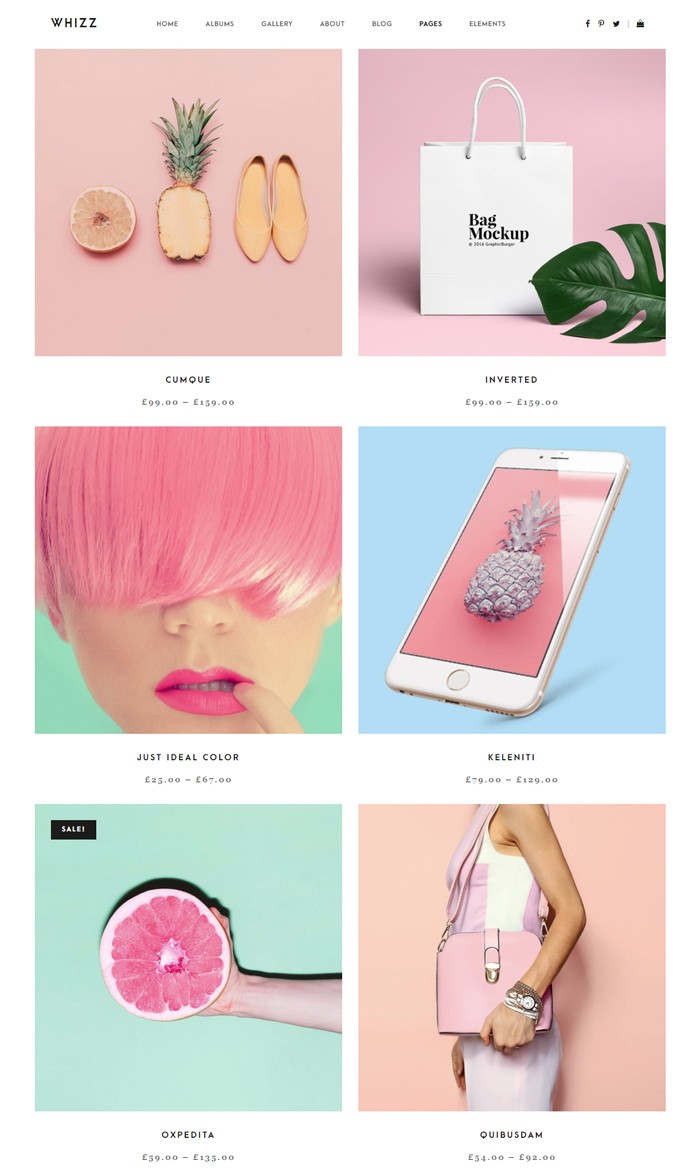 WHIZZ
HOME ALBUMS GALLERY ABOUT BLOG PAGES ELEMENTS
Bag
Mockup
© 2016 GraphicBurger
CUMQUE
£99.00 – £159.00
INVERTED
£99.00 – £159.00
JUST IDEAL COLOR
£25.00 – £67.00
KELENITI
£79.00 – £129.00
SALE!
OXPEDITA
£59.00 – £135.00
QUIBUSDAM
£54.00 – £92.00